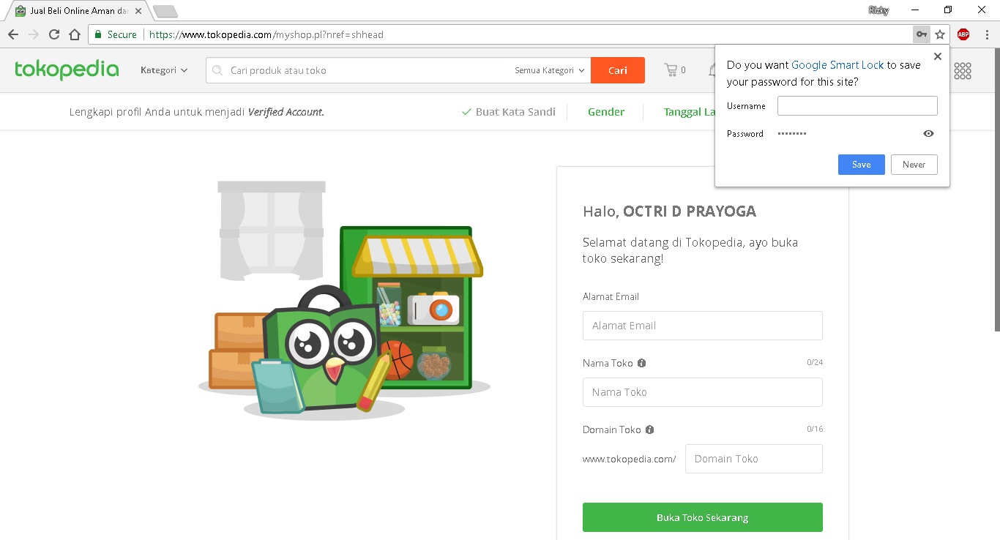 Jual Beli Online Aman da
Rizky
Secure
https://www.tokopedia.com/myshop.pl?nref=shhead
ABP
tokopedia
Kategori
Cari produk atau toko
Semua Kategori
Cari
0
Do you want Google Smart Lock to save
your password for this site?
Username
Password
Save
Never
Lengkapi profil Anda untuk menjadi Verified Account.
Buat Kata Sandi
Gender
Tanggal La
Halo, OCTRI D PRAYOGA
Selamat datang di Tokopedia, ayo buka
toko sekarang!
Alamat Email
Alamat Email
Nama Toko
0/24
Nama Toko
Domain Toko
0/16
www.tokopedia.com/
Domain Toko
Buka Toko Sekarang